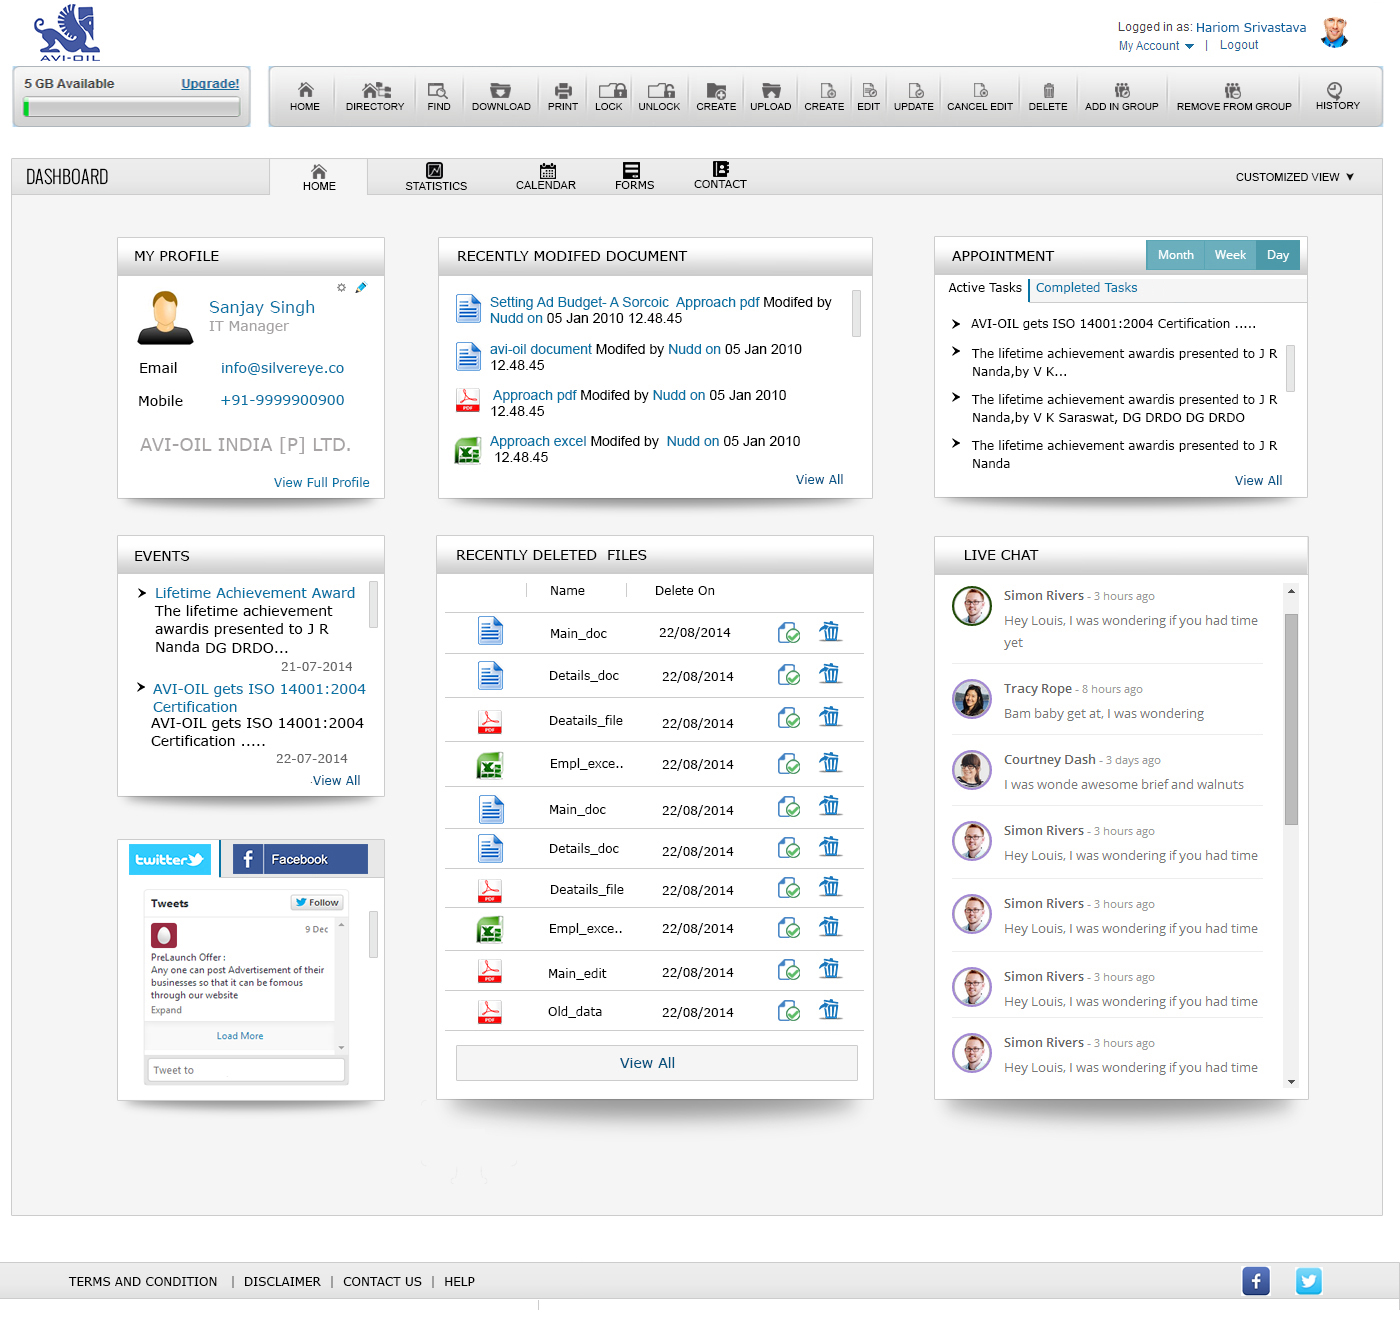 AVI-OIL
Logged in as: Hariom Srivastava
My Account | Logout
5 GB Available Upgrade!
HOME DIRECTORY FIND DOWNLOAD PRINT LOCK UNLOCK CREATE UPLOAD CREATE EDIT UPDATE CANCEL EDIT DELETE ADD IN GROUP REMOVE FROM GROUP HISTORY
DASHBOARD
HOME STATISTICS CALENDAR FORMS CONTACT
CUSTOMIZED VIEW
MY PROFILE
Sanjay Singh
IT Manager
Email info@silvereye.co
Mobile +91-9999900900
AVI-OIL INDIA [P] LTD.
View Full Profile
RECENTLY MODIFED DOCUMENT
Setting Ad Budget- A Sorcoic Approach pdf Modifed by
Nudd on 05 Jan 2010 12.48.45
avi-oil document Modifed by Nudd on 05 Jan 2010
12.48.45
PDF
Approach pdf Modifed by Nudd on 05 Jan 2010
12.48.45
Approach excel Modifed by Nudd on 05 Jan 2010
12.48.45
View All
APPOINTMENT
Month Week Day
Active Tasks Completed Tasks
AVI-OIL gets ISO 14001:2004 Certification .....
The lifetime achievement awardis presented to J R
Nanda,by V K...
The lifetime achievement awardis presented to J R
Nanda,by V K Saraswat, DG DRDO DG DRDO
The lifetime achievement awardis presented to J R
Nanda
View All
EVENTS
Lifetime Achievement Award
The lifetime achievement
awardis presented to J R
Nanda DG DRDO...
21-07-2014
AVI-OIL gets ISO 14001:2004
Certification
AVI-OIL gets ISO 14001:2004
Certification .....
22-07-2014
View All
RECENTLY DELETED FILES
Name Delete On
Main_doc 22/08/2014
Details_doc 22/08/2014
PDF Deatails_file 22/08/2014
Empl_exce.. 22/08/2014
Main_doc 22/08/2014
Details_doc 22/08/2014
PDF Deatails_file 22/08/2014
Empl_exce.. 22/08/2014
PDF Main_edit 22/08/2014
PDF Old_data 22/08/2014
View All
LIVE CHAT
Simon Rivers - 3 hours ago
Hey Louis, I was wondering if you had time
yet
Tracy Rope - 8 hours ago
Bam baby get at, I was wondering
Courtney Dash - 3 days ago
I was wonde awesome brief and walnuts
Simon Rivers - 3 hours ago
Hey Louis, I was wondering if you had time
Simon Rivers - 3 hours ago
Hey Louis, I was wondering if you had time
Simon Rivers - 3 hours ago
Hey Louis, I was wondering if you had time
Simon Rivers - 3 hours ago
Hey Louis, I was wondering if you had time
twitter f Facebook
Tweets Follow
9 Dec
PreLaunch Offer :
Any one can post Advertisement of their
businesses so that it can be fomous
through our website
Expand
Load More
Tweet to
TERMS AND CONDITION | DISCLAIMER | CONTACT US | HELP
f